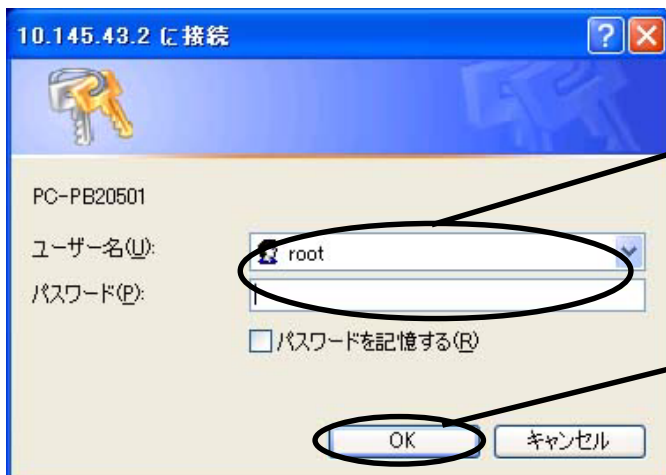 10.145.43.2 に接続
PC-PB20501
ユーザー名(U):
root
パスワード(P):
パスワードを記憶する(R)
OK
キャンセル